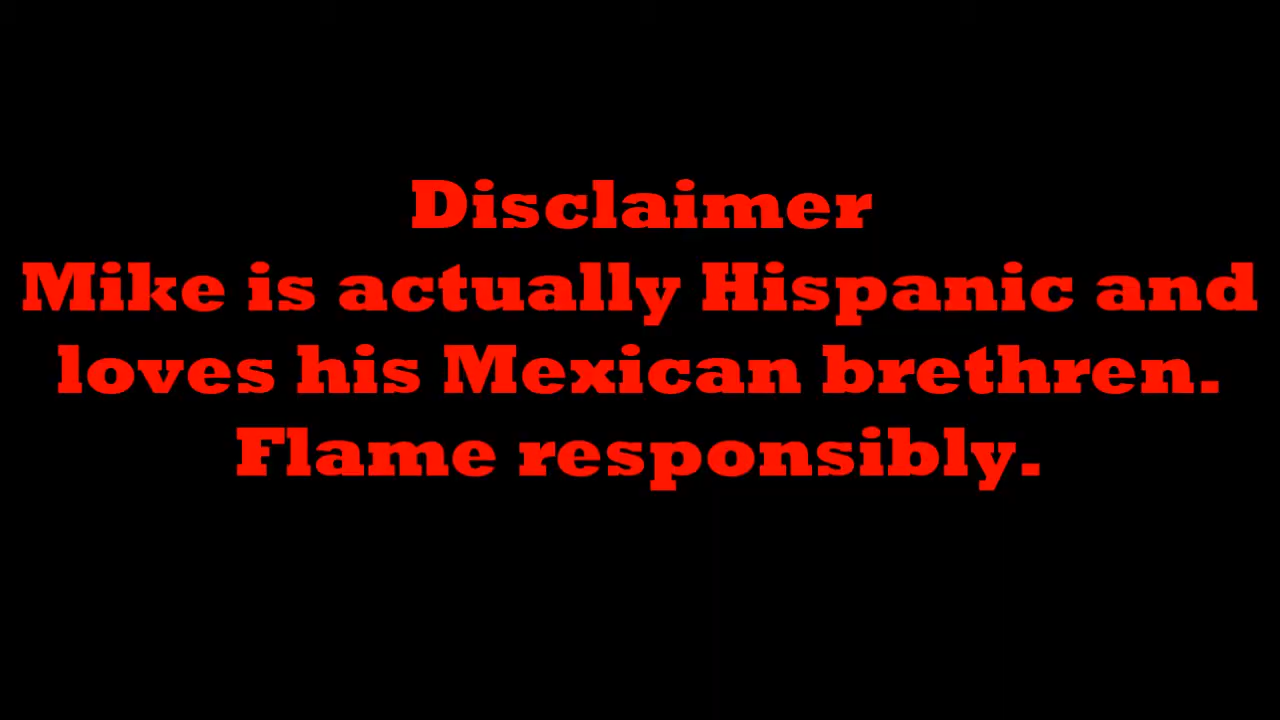 Disclaimer
Mike is actually Hispanic and
loves his Mexican brethren.
Flame responsibly.